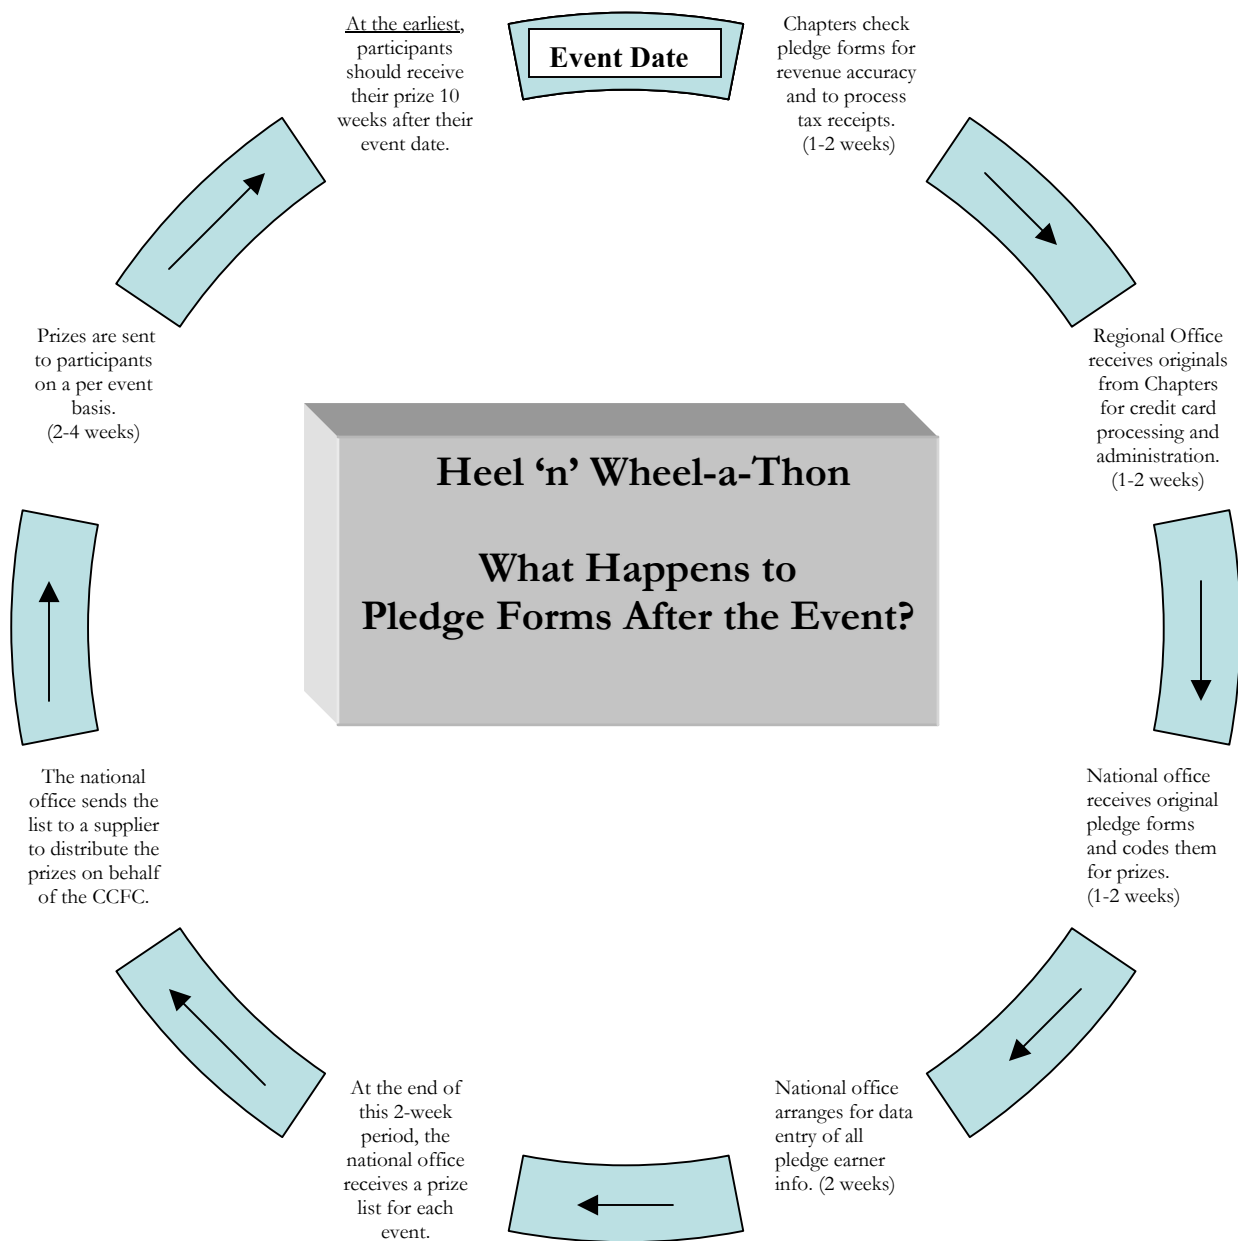 Event Date
Chapters check
pledge forms for
revenue accuracy
and to process
tax receipts.
(1-2 weeks)
Regional Office
receives originals
from Chapters
for credit card
processing and
administration.
(1-2 weeks)
National office
receives original
pledge forms
and codes them
for prizes.
(1-2 weeks)
National office
arranges for data
entry of all
pledge earner
info. (2 weeks)
At the end of
this 2-week
period, the
national office
receives a prize
list for each
event.
The national
office sends the
list to a supplier
to distribute the
prizes on behalf
of the CCFC.
Prizes are sent
to participants
on a per event
basis.
(2-4 weeks)
At the earliest,
participants
should receive
their prize 10
weeks after their
event date.
Heel ‘n’ Wheel-a-Thon
What Happens to
Pledge Forms After the Event?